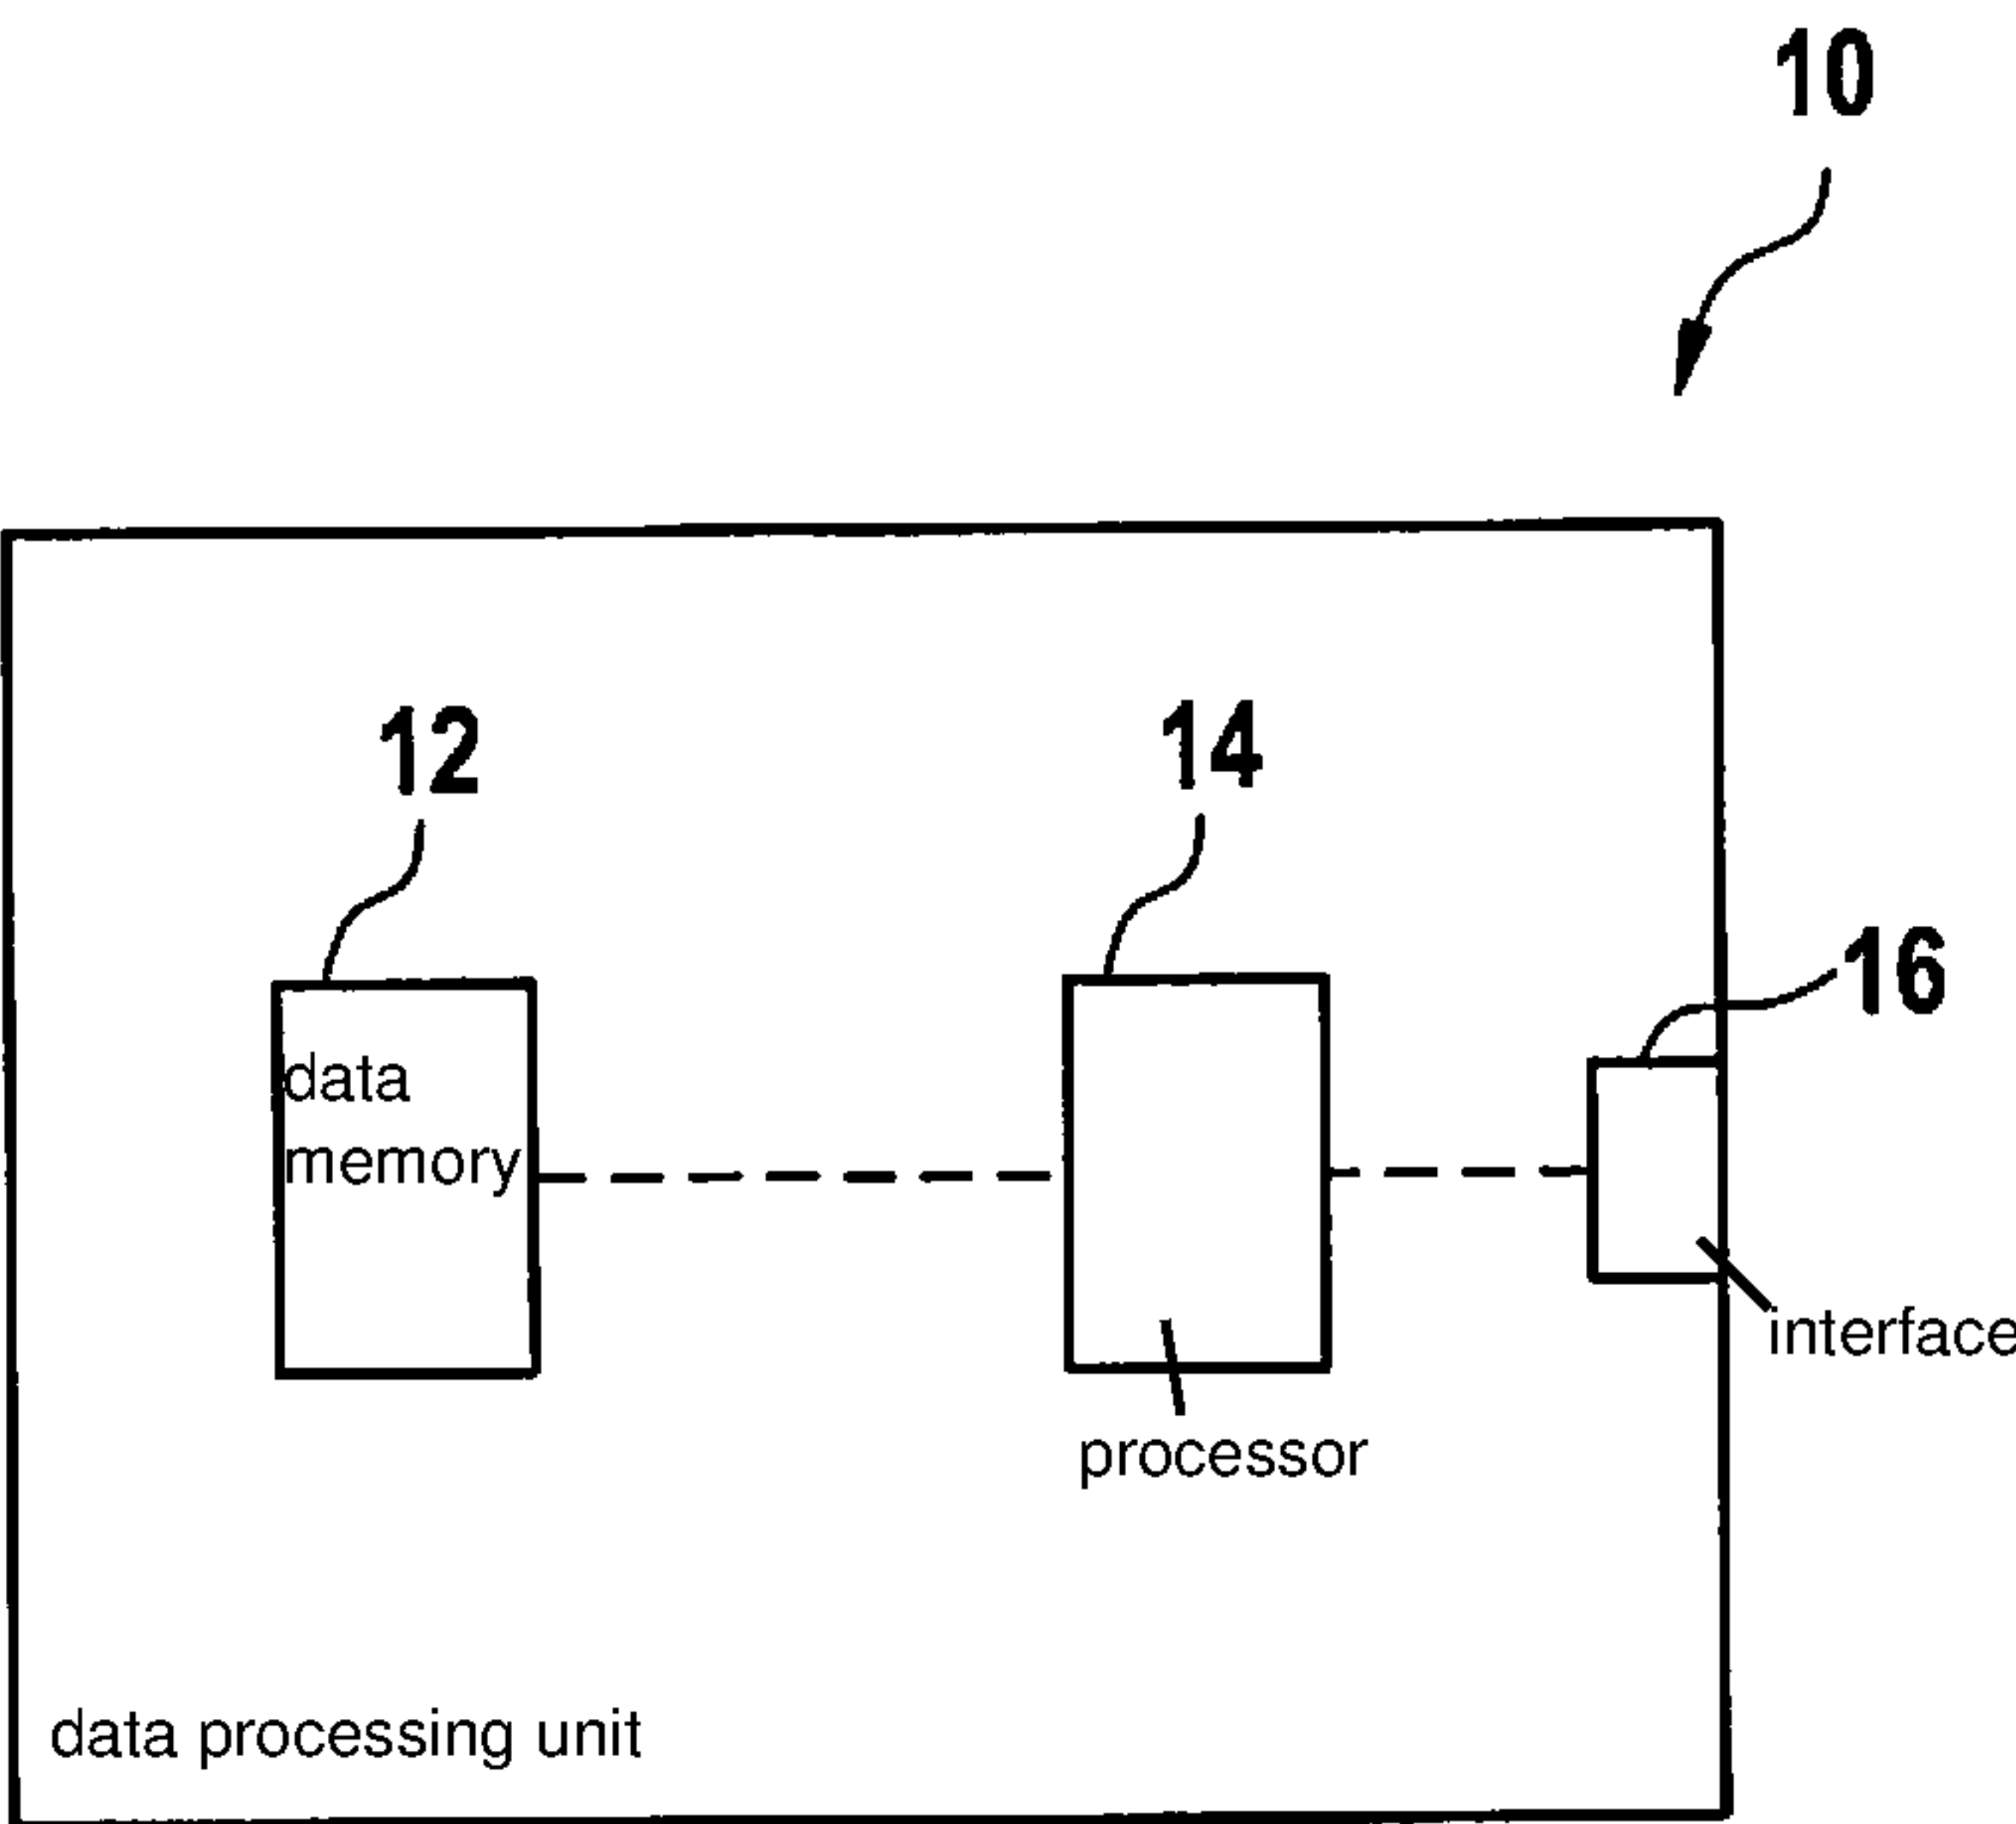 10
12
14
16
data
memory
interface
processor
data processing unit